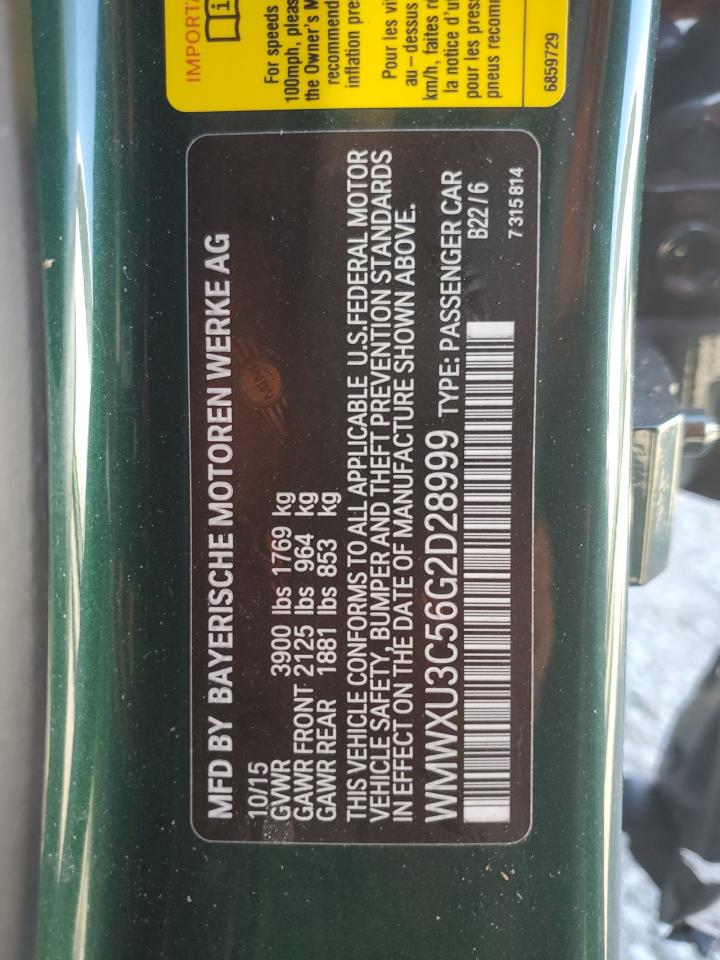 MFD BY BAYERISCHE MOTOREN WERKE AG
10/15
GVWR 3900 lbs 1769 kg
GAWR FRONT 2125 lbs 964 kg
GAWR REAR 1881 lbs 853 kg
THIS VEHICLE CONFORMS TO ALL APPLICABLE U.S.FEDERAL MOTOR
VEHICLE SAFETY, BUMPER AND THEFT PREVENTION STANDARDS
IN EFFECT ON THE DATE OF MANUFACTURE SHOWN ABOVE.
WMWXU3C56G2D28999 TYPE: PASSENGER CAR
B22/6
7 315 814
MINI
IMPORTA
For speeds
100mph, pleas
the Owner's M
recommend
inflation pre
Pour les vi
au-dessus
km/h, faites r
la notice d'ut
pour les press
pneus recom
6859729